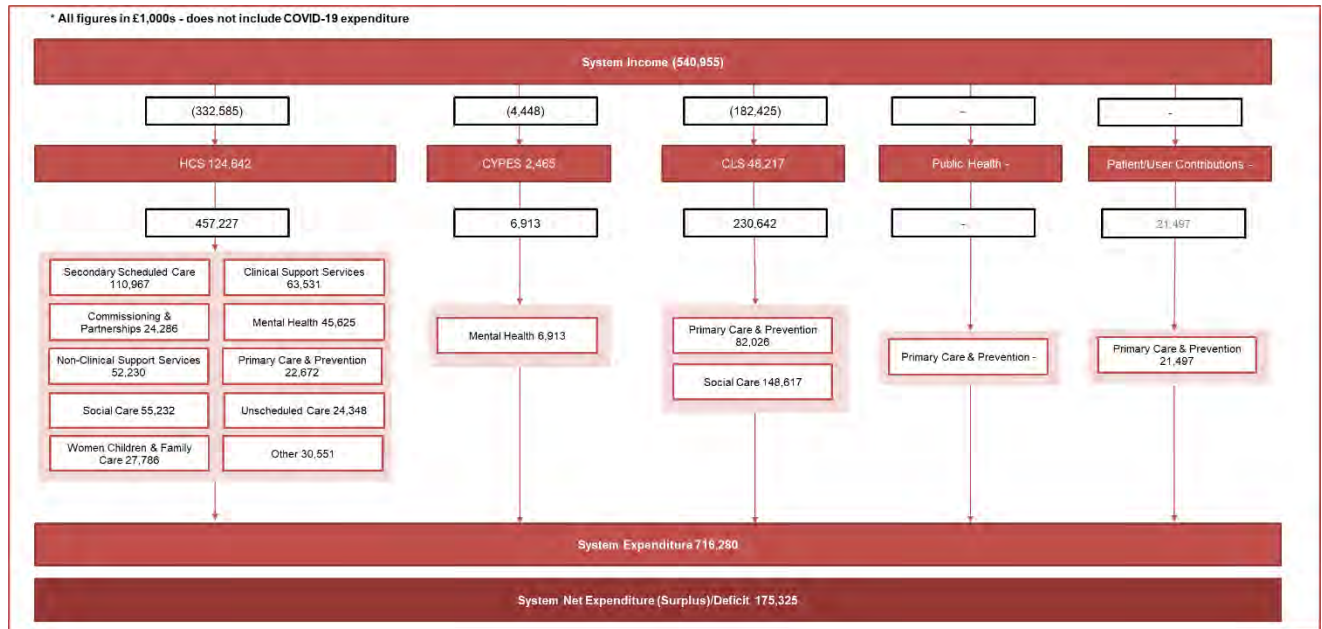 * All figures in £1,000s - does not include COVID-19 expenditure
System Income (540,955)
(332,585)
(4,448)
(182,425)
-
-
HCS 124,642
CYPES 2,465
CLS 48,217
Public Health -
Patient/User Contributions -
457,227
6,913
230,642
-
21,497
Secondary Scheduled Care
110,967
Clinical Support Services
63,531
Commissioning &
Partnerships 24,286
Mental Health 45,625
Non-Clinical Support Services
52,230
Primary Care & Prevention
22,672
Social Care 55,232
Unscheduled Care 24,348
Women Children & Family
Care 27,786
Other 30,551
Mental Health 6,913
Primary Care & Prevention
82,026
Social Care 148,617
Primary Care & Prevention -
Primary Care & Prevention
21,497
System Expenditure 716,280
System Net Expenditure (Surplus)/Deficit 175,325